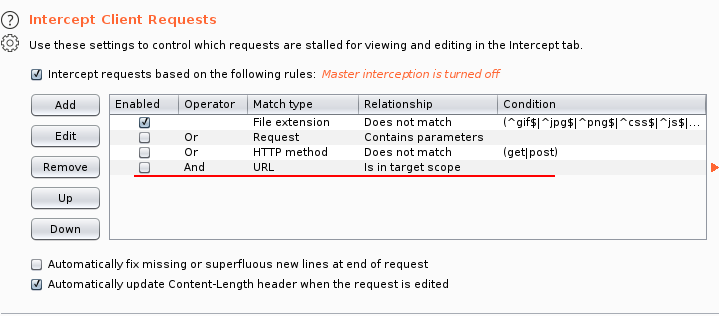 Intercept Client Requests
Use these settings to control which requests are stalled for viewing and editing in the Intercept tab.
Intercept requests based on the following rules: Master interception is turned off
Add
Edit
Remove
Up
Down
Enabled Operator Match type Relationship Condition
File extension Does not match (^gif$|^jpg$|^png$|^css$|^js$|...
Or Request Contains parameters
Or HTTP method Does not match (get|post)
And URL Is in target scope
Automatically fix missing or superfluous new lines at end of request
Automatically update Content-Length header when the request is edited